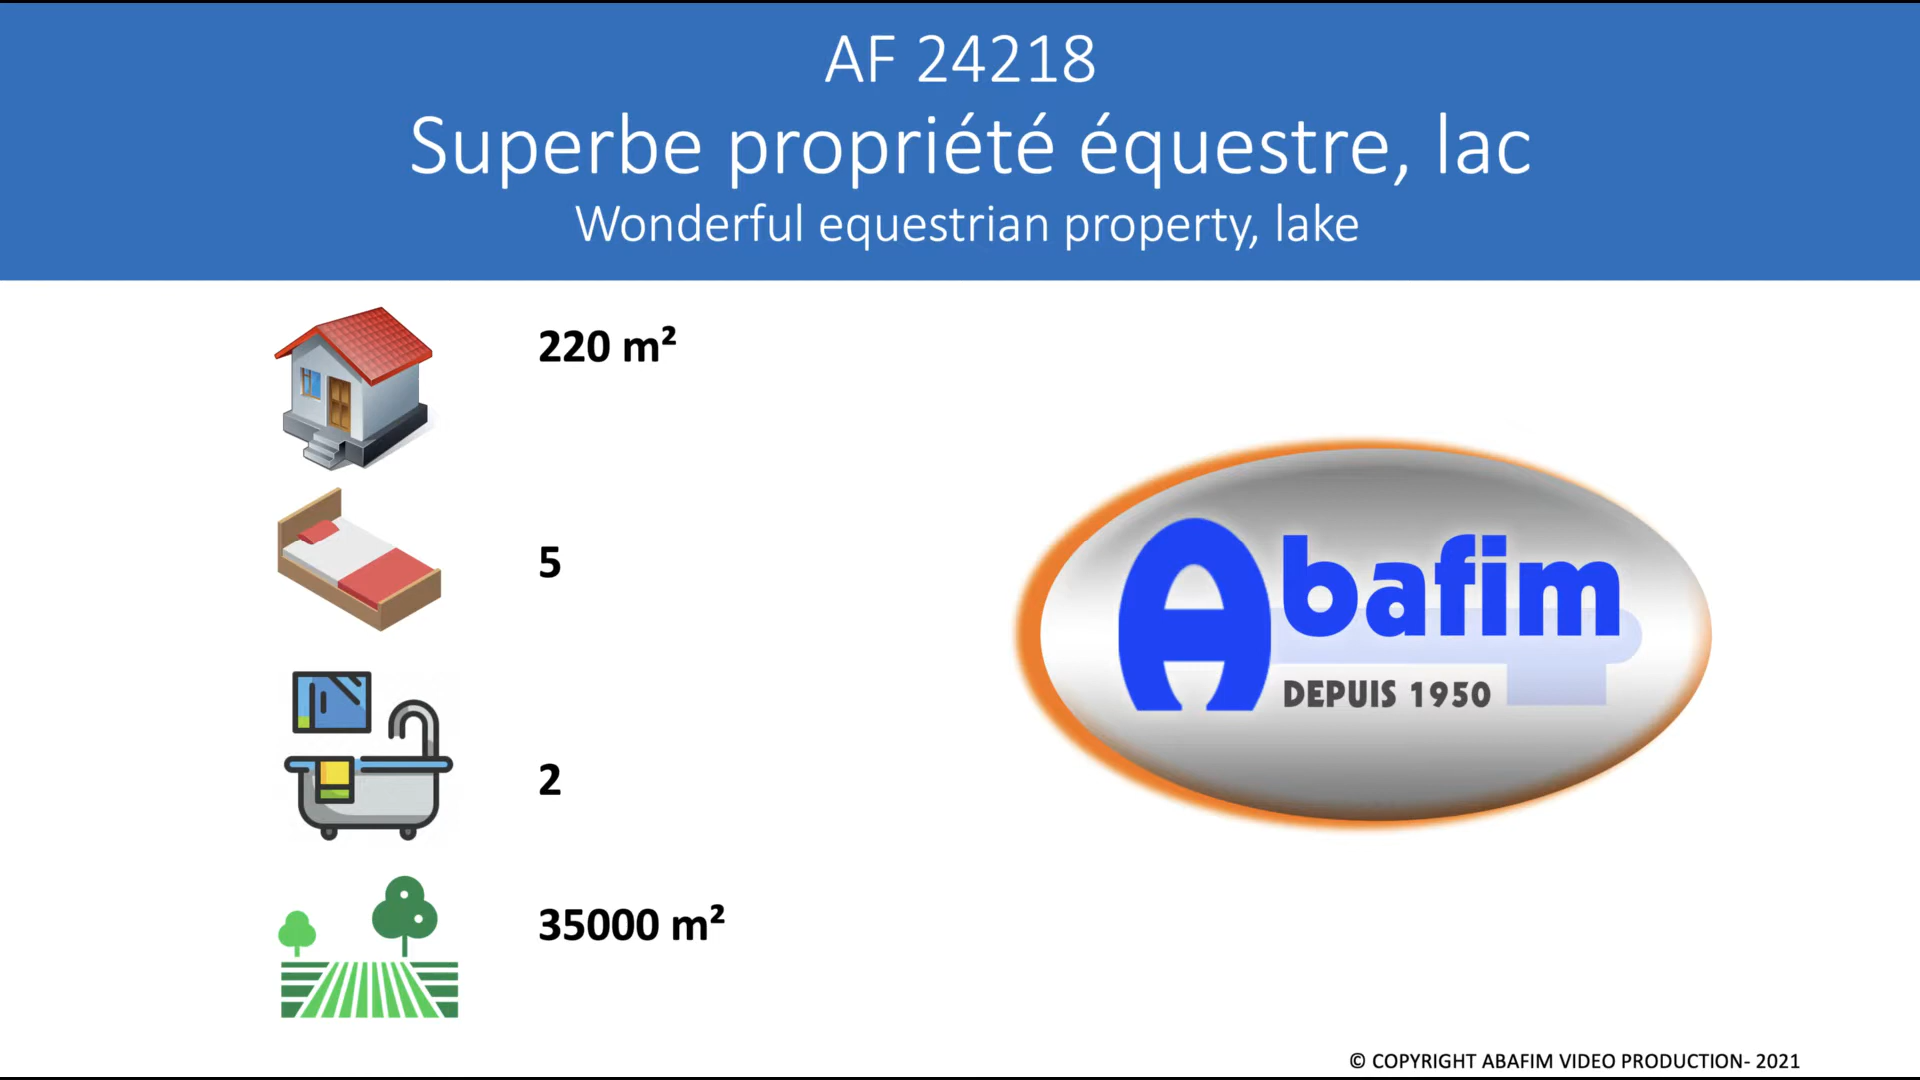 AF 24218
Superbe propriété équestre, lac
Wonderful equestrian property, lake
220 m²
5
2
35000 m²
Abafim
DEPUIS 1950
© COPYRIGHT ABAFIM VIDEO PRODUCTION- 2021